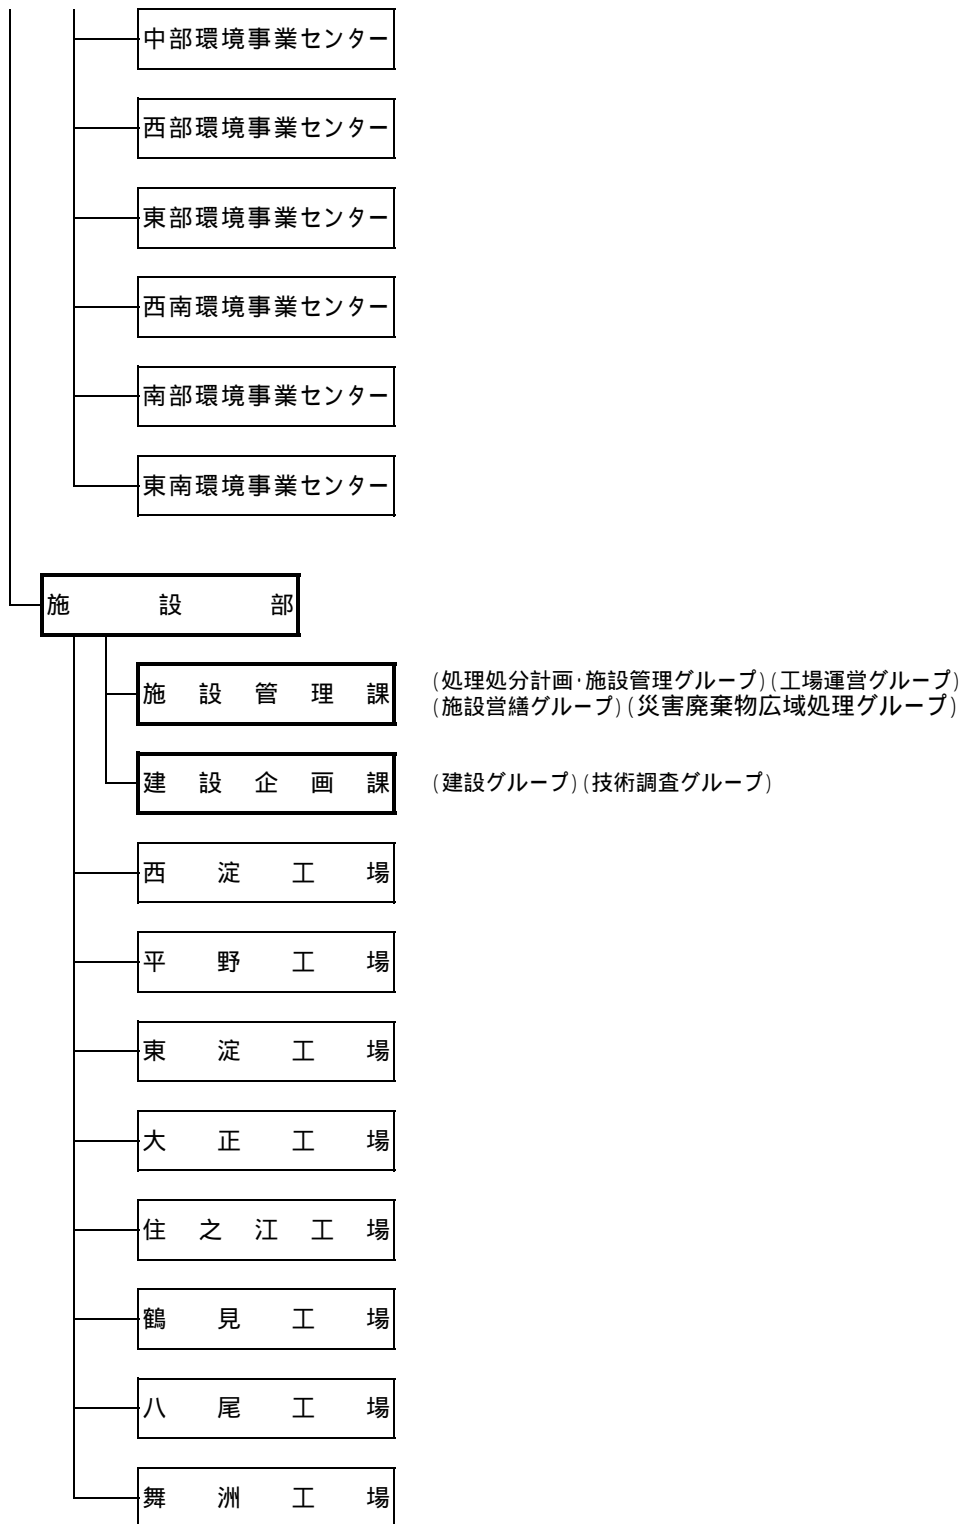 中部環境事業センター
西部環境事業センター
東部環境事業センター
西南環境事業センター
南部環境事業センター
東南環境事業センター
施設部
施設管理課
(処理処分計画・施設管理グループ)(工場運営グループ)
(施設営繕グループ)(災害廃棄物広域処理グループ)
建設企画課
(建設グループ)(技術調査グループ)
西淀工場
平野工場
東淀工場
大正工場
住之江工場
鶴見工場
八尾工場
舞洲工場